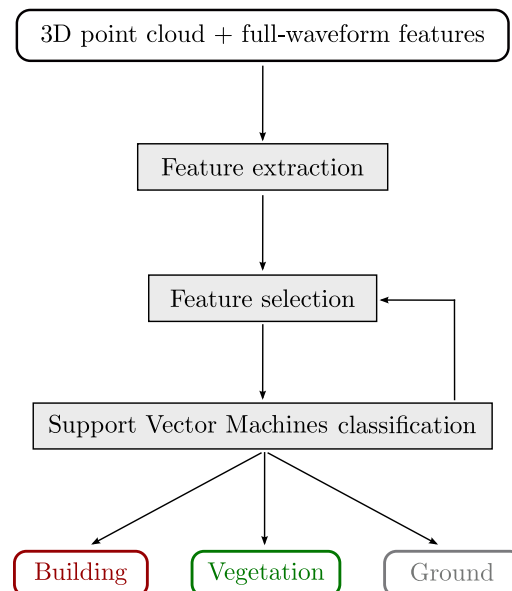 3D point cloud + full-waveform features
Feature extraction
Feature selection
Support Vector Machines classification
Building
Vegetation
Ground